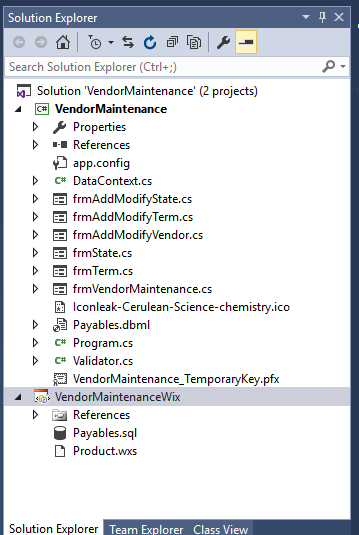 Solution Explorer
Search Solution Explorer (Ctrl+;)
Solution 'VendorMaintenance' (2 projects)
C# VendorMaintenance
Properties
References
app.config
C# DataContext.cs
frmAddModifyState.cs
frmAddModifyTerm.cs
frmAddModifyVendor.cs
frmState.cs
frmTerm.cs
frmVendorMaintenance.cs
Iconleak-Cerulean-Science-chemistry.ico
Payables.dbml
C# Program.cs
C# Validator.cs
VendorMaintenance_TemporaryKey.pfx
VendorMaintenanceWix
References
Payables.sql
Product.wxs
Solution Explorer Team Explorer Class View